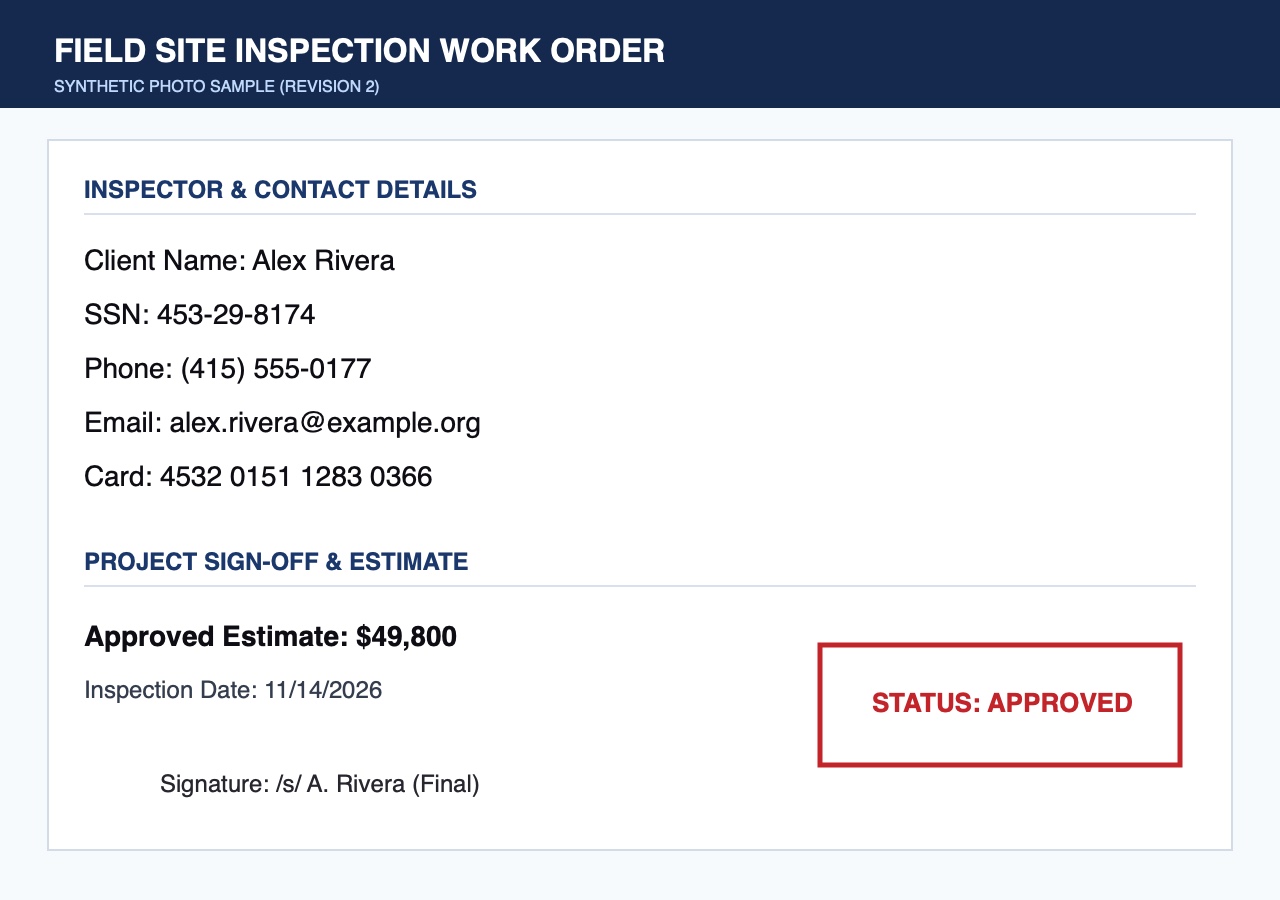 FIELD SITE INSPECTION WORK ORDER
SYNTHETIC PHOTO SAMPLE (REVISION 2)
INSPECTOR & CONTACT DETAILS
Client Name: Alex Rivera
SSN: 453-29-8174
Phone: (415) 555-0177
Email: alex.rivera@example.org
Card: 4532 0151 1283 0366
PROJECT SIGN-OFF & ESTIMATE
Approved Estimate: $49,800
Inspection Date: 11/14/2026
STATUS: APPROVED
Signature: /s/ A. Rivera (Final)